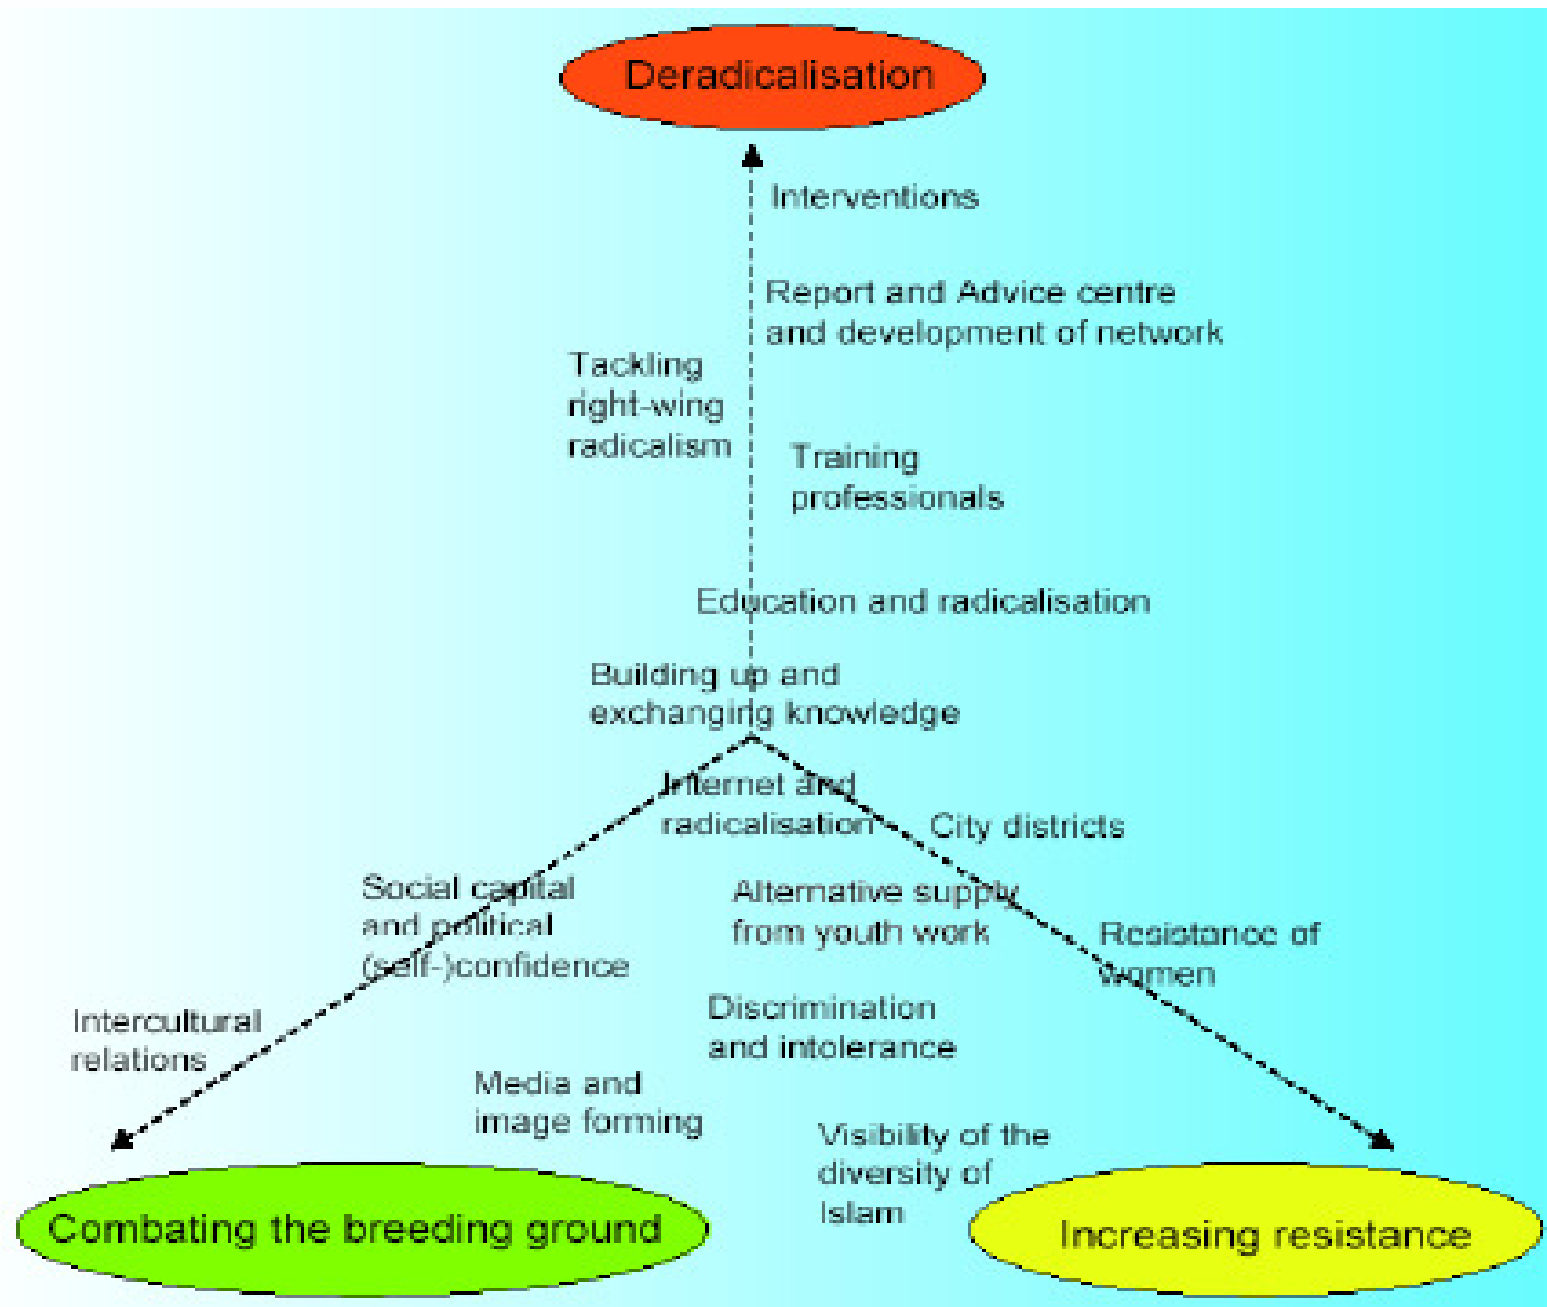 Deradicalisation
Interventions
Report and Advice centre
and development of network
Tackling
right-wing
radicalism
Training
professionals
Education and radicalisation
Building up and
exchanging knowledge
Internet and
radicalisation
City districts
Social capital
and political
(self-)confidence
Alternative supply
from youth work
Resistance of
women
Intercultural
relations
Discrimination
and intolerance
Media and
image forming
Visibility of the
diversity of
Islam
Combating the breeding ground
Increasing resistance